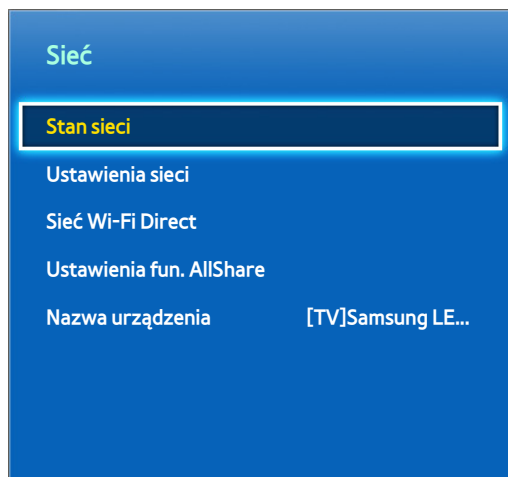 Sieć
Stan sieci
Ustawienia sieci
Sieć Wi-Fi Direct
Ustawienia fun. AllShare
Nazwa urządzenia [TV]Samsung LE...